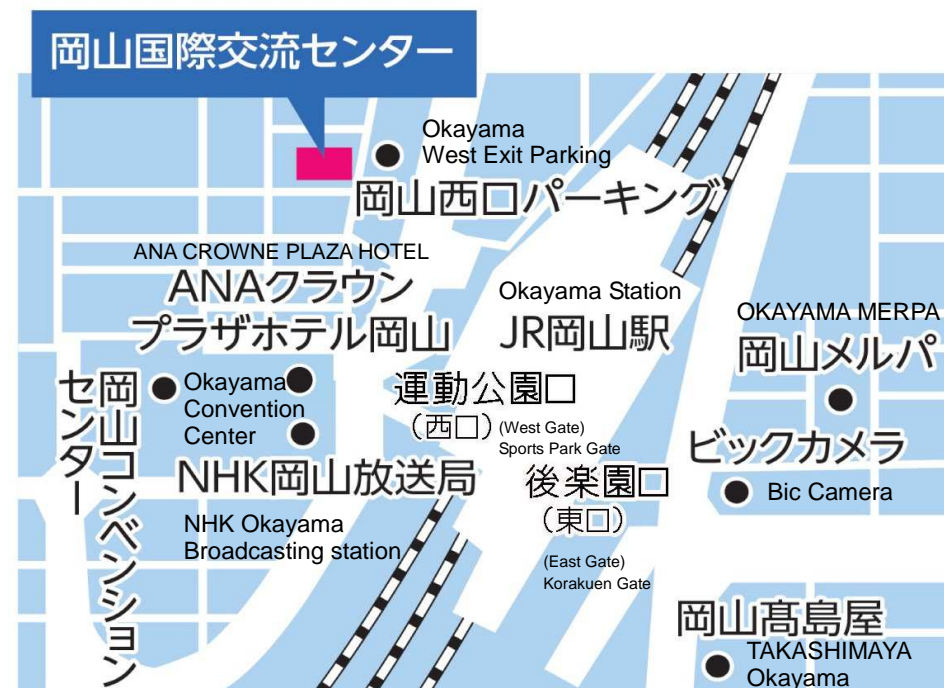 岡山国際交流センター
Okayama
West Exit Parking
岡山西口パーキング
ANA CROWNE PLAZA HOTEL
ANAクラウン
プラザホテル岡山
Okayama Station
JR岡山駅
OKAYAMA MERPA
岡山メルパ
岡山コンベンション
センター
Okayama
Convention
Center
運動公園口
(西口)
(West Gate)
Sports Park Gate
ビックカメラ
Bic Camera
NHK岡山放送局
NHK Okayama
Broadcasting station
後楽園口
(東口)
(East Gate)
Korakuen Gate
岡山髙島屋
TAKASHIMAYA
Okayama